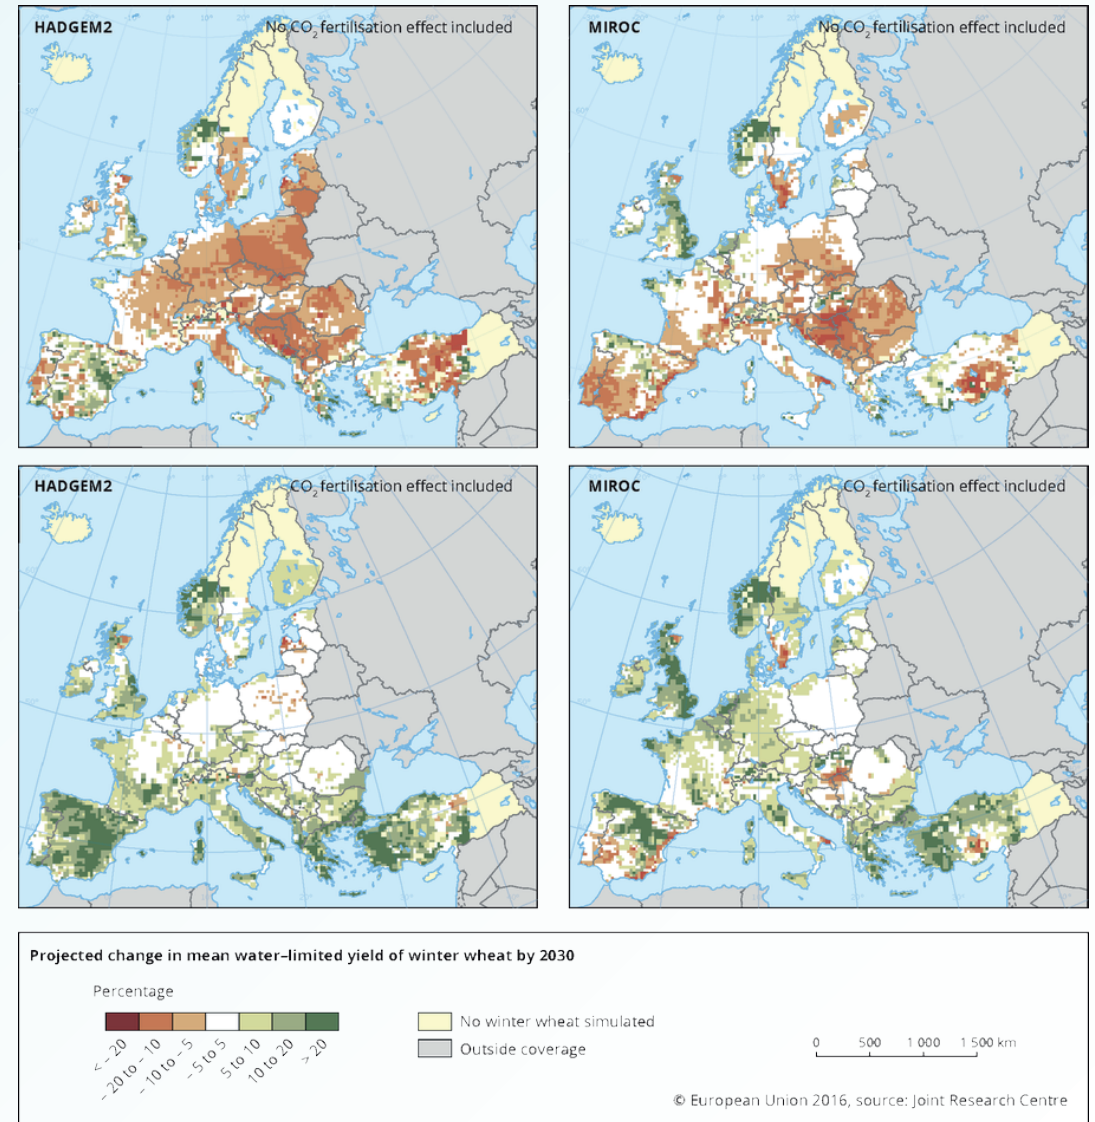 HADGEM2
No CO2 fertilisation effect included
MIROC
No CO2 fertilisation effect included
HADGEM2
CO2 fertilisation effect included
MIROC
CO2 fertilisation effect included
Projected change in mean water–limited yield of winter wheat by 2030
Percentage
< – 20
– 20 to – 10
– 10 to – 5
– 5 to 5
5 to 10
10 to 20
> 20
No winter wheat simulated
Outside coverage
0 500 1 000 1 500 km
© European Union 2016, source: Joint Research Centre